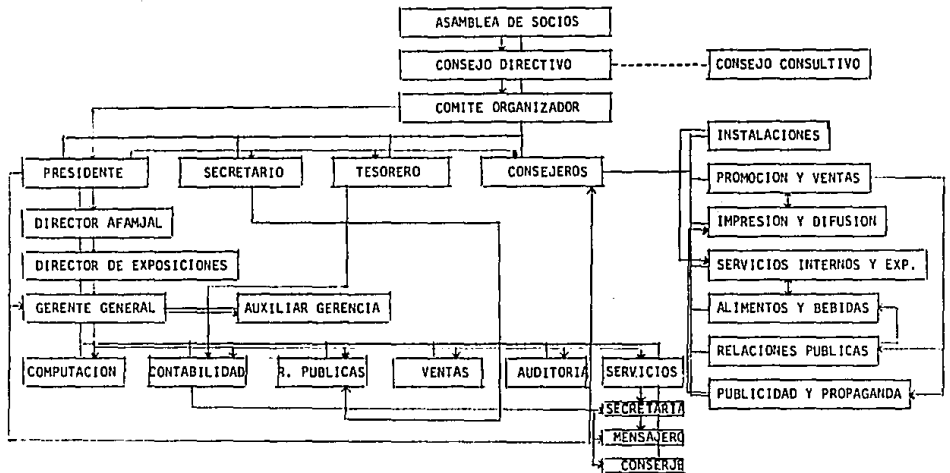 ASAMBLEA DE SOCIOS
CONSEJO DIRECTIVO
CONSEJO CONSULTIVO
COMITE ORGANIZADOR
INSTALACIONES
PRESIDENTE
SECRETARIO
TESORERO
CONSEJEROS
PROMOCION Y VENTAS
DIRECTOR AFAMJAL
IMPRESION Y DIFUSION
DIRECTOR DE EXPOSICIONES
SERVICIOS INTERNOS Y EXP.
GERENTE GENERAL
AUXILIAR GERENCIA
ALIMENTOS Y BEBIDAS
RELACIONES PUBLICAS
COMPUTACION
CONTABILIDAD
R. PUBLICAS
VENTAS
AUDITORIA
SERVICIOS
PUBLICIDAD Y PROPAGANDA
SECRETARIA
MENSAJERO
CONSERJE